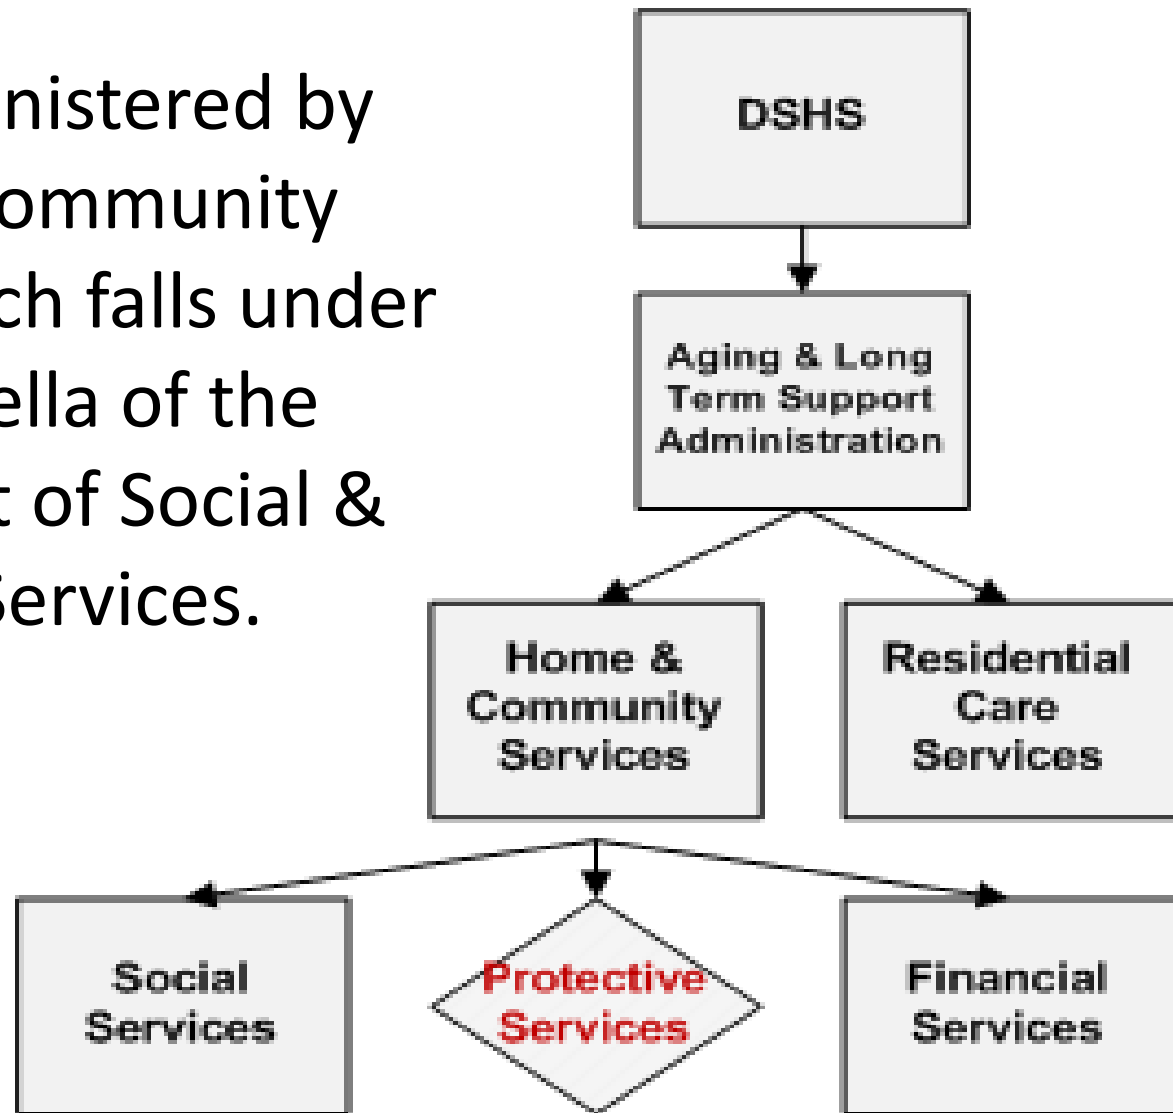 nistered by
ommunity
ch falls under
ella of the
t of Social &
Services.
DSHS
Aging & Long
Term Support
Administration
Home &
Community
Services
Residential
Care
Services
Social
Services
Protective
Services
Financial
Services